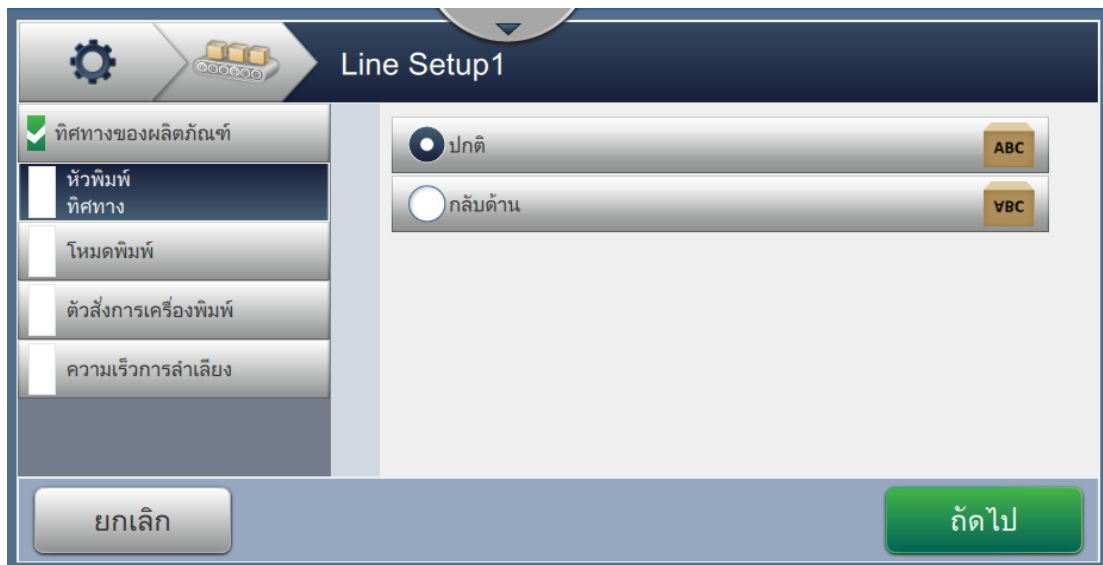 Line Setup1
ทิศทางของผลิตภัณฑ์
หัวพิมพ์
ทิศทาง
โหมดพิมพ์
ตัวสั่งการเครื่องพิมพ์
ความเร็วการลำเลียง
ปกติ
ABC
กลับด้าน
∀BC
ยกเลิก
ถัดไป